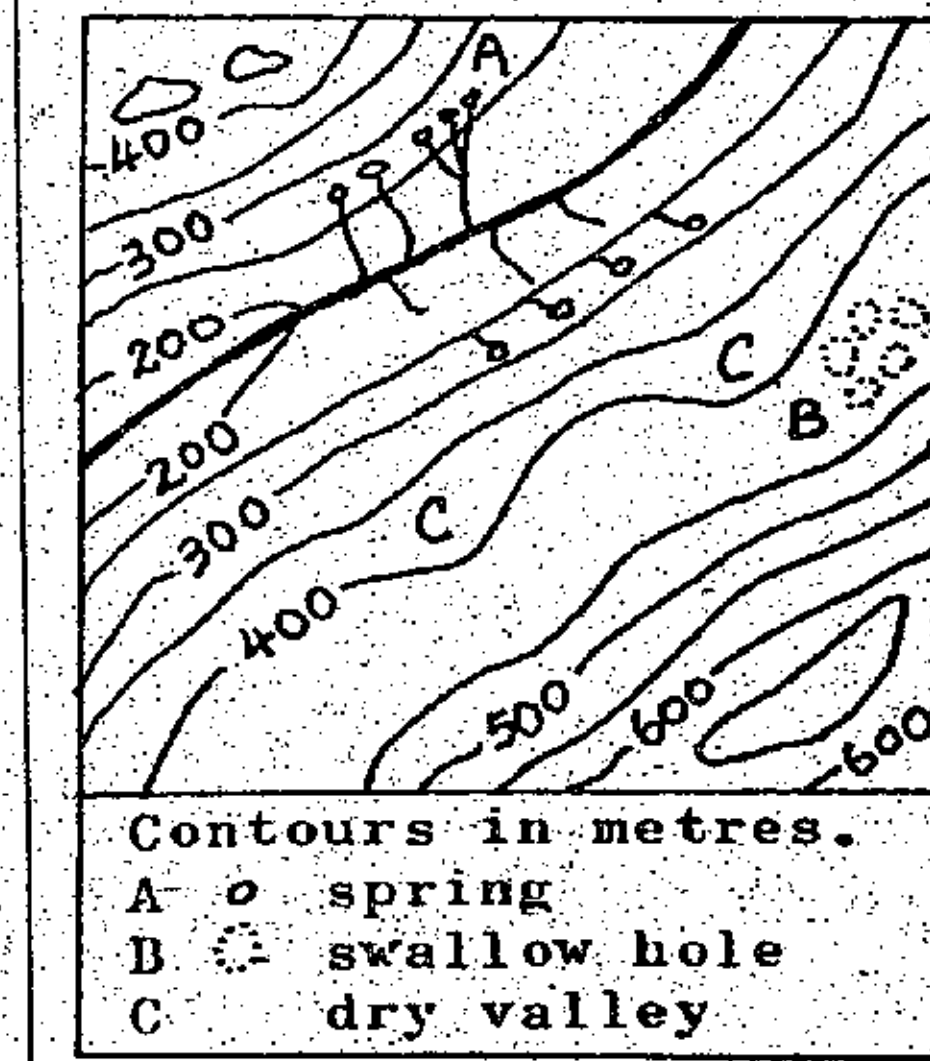 A
400
300
200
C
B
200
C
300
400
500
600
600
Contours in metres.
A o spring
B swallow hole
C dry valley